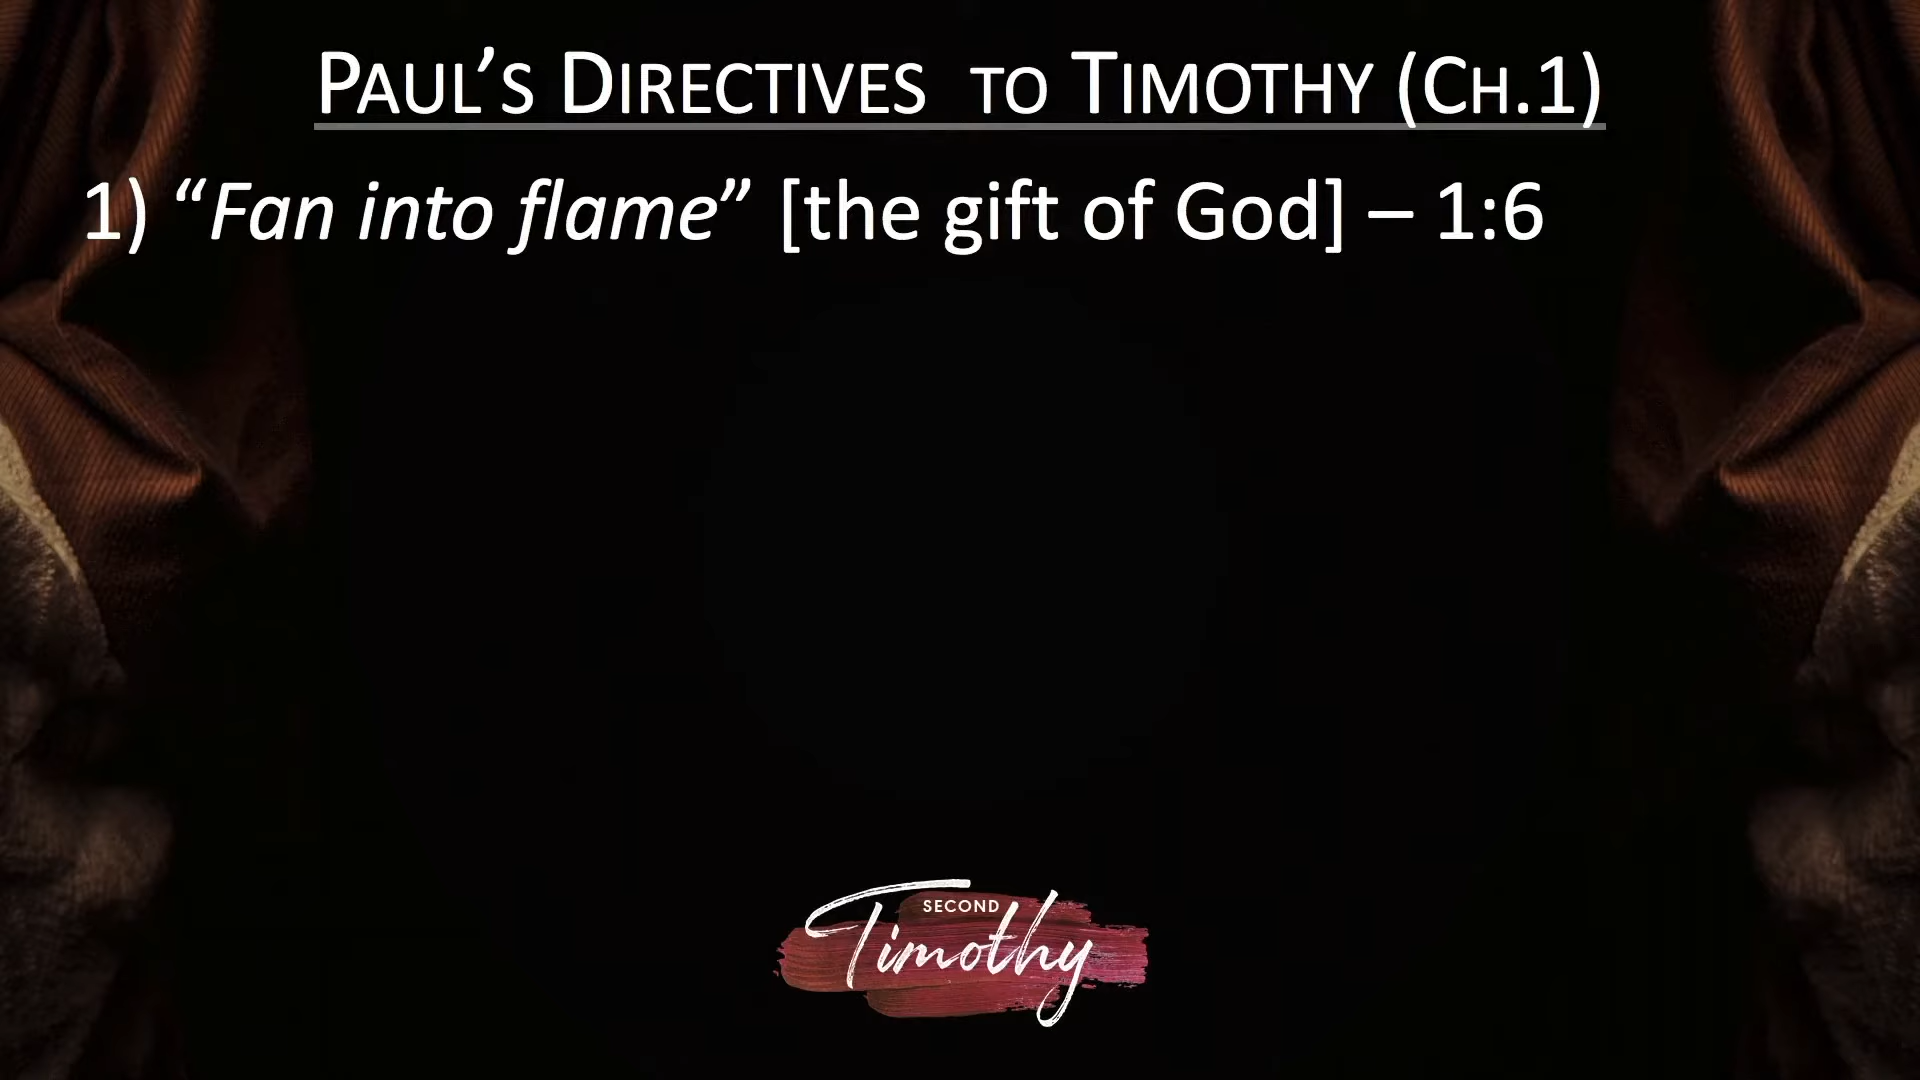 PAUL’S DIRECTIVES TO TIMOTHY (CH.1)
1) “Fan into flame” [the gift of God] – 1:6
SECOND
Timothy